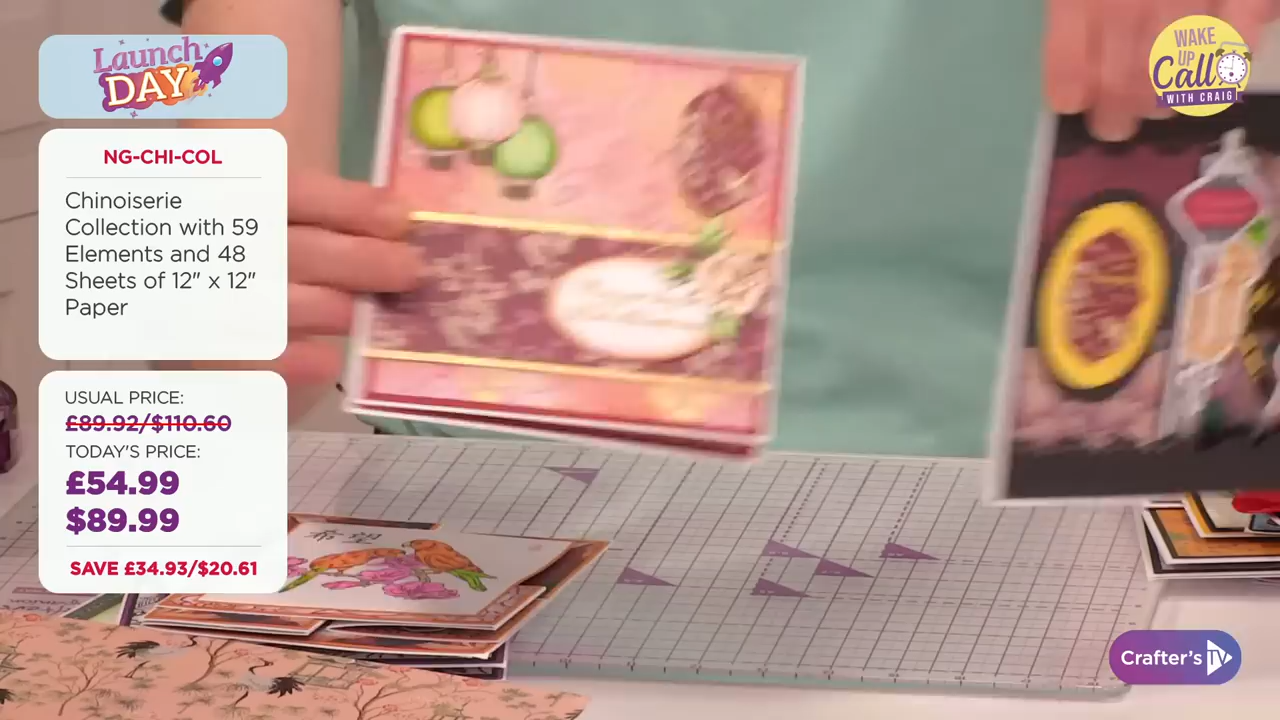 Launch
DAY
NG-CHI-COL
Chinoiserie
Collection with 59
Elements and 48
Sheets of 12" x 12"
Paper
USUAL PRICE:
£89.92/$110.60
TODAY'S PRICE:
£54.99
$89.99
SAVE £34.93/$20.61
希望
WAKE
UP
Call
WITH CRAIG
Crafter's TV